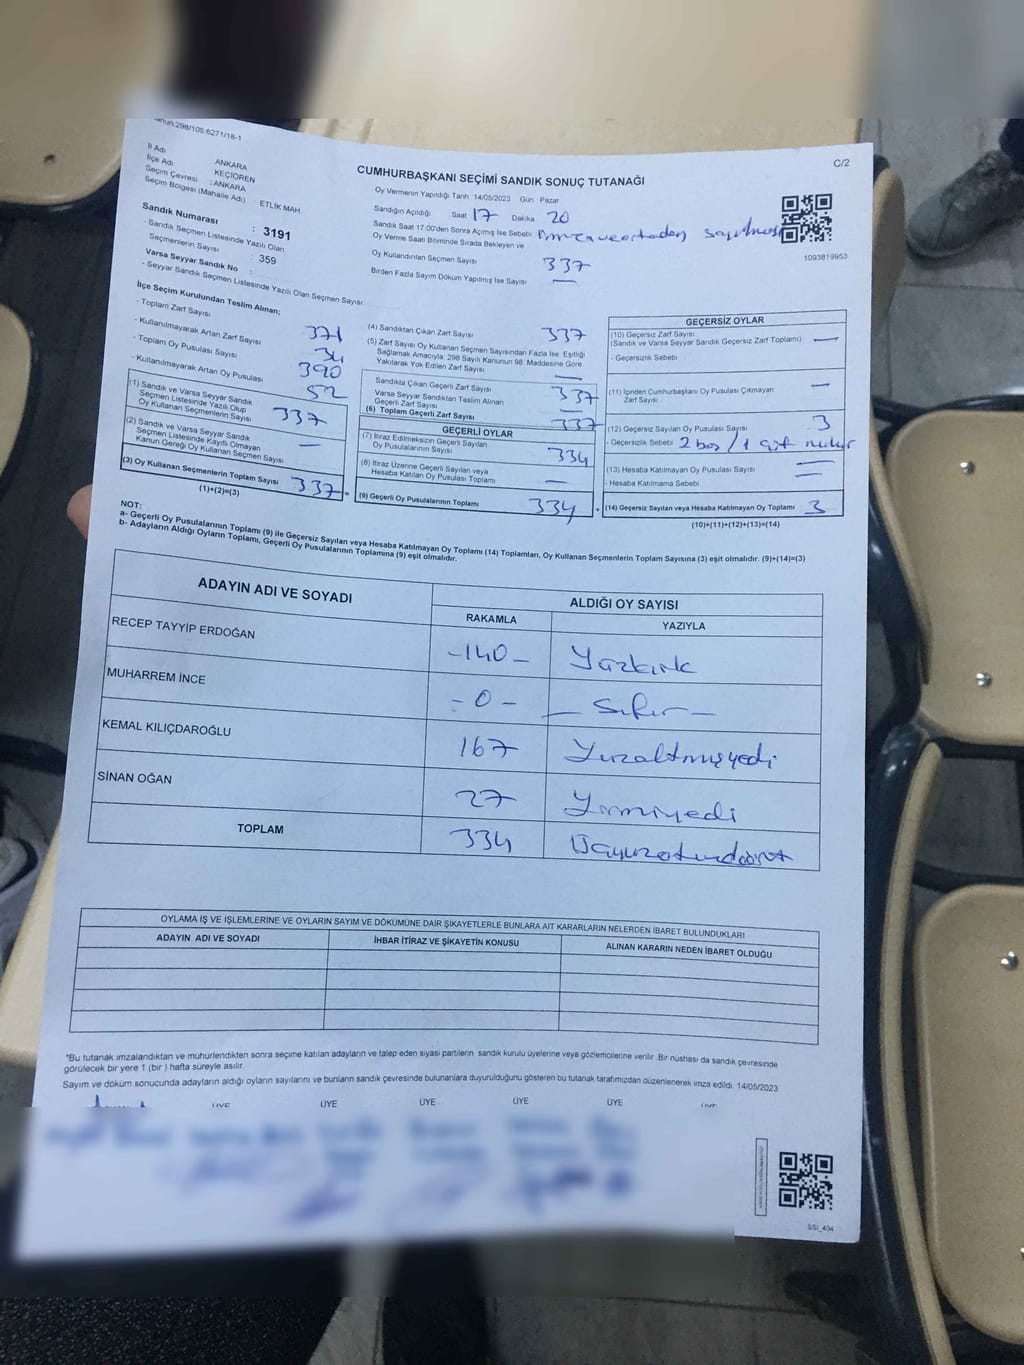 298/105.6271/18-1
C/2
CUMHURBAŞKANI SEÇİMİ SANDIK SONUÇ TUTANAĞI
İl Adı ANKARA
İlçe Adı KEÇİÖREN
Seçim Çevresi :ANKARA
Seçim Bölgesi (Mahalle Adı) : ETLİK MAH
Sandık Numarası : 3191
- Sandık Seçmen Listesinde Yazılı Olan
Seçmenlerin Sayısı : 359
Varsa Seyyar Sandık No :
- Seyyar Sandık Seçmen Listesinde Yazılı Olan Seçmen Sayısı
Oy Vermenin Yapıldığı Tarih :14/05/2023 Gün Pazar
Sandığın Açıldığı Saat 17 Dakika 20
Sandık Saat 17.00'den Sonra Açımış İse Sebebi
Oy Verme Saati Bitiminde Sırada Bekleyen ve
Oy Kullandırılan Seçmen Sayısı 337
Birden Fazla Sayım Döküm Yapılmış İse Sayısı —
1093819953
İlçe Seçim Kurulundan Teslim Alınan;
- Toplam Zarf Sayısı 371
- Kullanılmayarak Artan Zarf Sayısı 34
- Toplam Oy Pusulası Sayısı 390
- Kullanılmayarak Artan Oy Pusulası 52
(1) Sandık ve Varsa Seyyar Sandık
Seçmen Listesinde Yazılı Olup
Oy Kullanan Seçmenlerin Sayısı 337
(2) Sandık ve Varsa Seyyar Sandık
Seçmen Listesinde Kayıtlı Olmayan
Kanun Gereği Oy Kullanan Seçmen Sayısı —
(3) Oy Kullanan Seçmenlerin Toplam Sayısı 337 =
(1)+(2)=(3)
(4) Sandıktan Çıkan Zarf Sayısı 337
(5) Zarf Sayısı Oy Kullanan Seçmen Sayısından Fazla İse, Eşitliği
Sağlamak Amacıyla; 298 Sayılı Kanunun 98. Maddesine Göre
Yakılarak Yok Edilen Zarf Sayısı —
Sandıkta Çıkan Geçerli Zarf Sayısı 337
Varsa Seyyar Sandıktan Teslim Alınan
Geçerli Zarf Sayısı —
(6) Toplam Geçerli Zarf Sayısı 337
GEÇERLİ OYLAR
(7) İtiraz Edilmeksizin Geçerli Sayılan
Oy Pusulasının Sayısı 334
(8) İtiraz Üzerine Geçerli Sayılan veya
Hesaba Katılan Oy Pusulası Toplamı —
(9) Geçerli Oy Pusulalarının Toplamı 334 +
GEÇERSİZ OYLAR
(10) Geçersiz Zarf Sayısı
(Sandık ve Varsa Seyyar Sandık Geçersiz Zarf Toplamı) —
- Geçersizlik Sebebi
(11) İçinden Cumhurbaşkanı Oy Pusulası Çıkmayan
Zarf Sayısı —
(12) Geçersiz Sayılan Oy Pusulası Sayısı 3
- Geçersizlik Sebebi 2 boş / 1 çift mühür
(13) Hesaba Katılmayan Oy Pusulası Sayısı —
- Hesaba Katılmama Sebebi —
(14) Geçersiz Sayılan veya Hesaba Katılmayan Oy Toplamı 3
(10)+(11)+(12)+(13)=(14)
NOT:
a- Geçerli Oy Pusulalarının Toplamı (9) ile Geçersiz Sayılan veya Hesaba Katılmayan Oy Toplamı (14) Toplamları, Oy Kullanan Seçmenlerin Toplam Sayısına (3) eşit olmalıdır. (9)+(14)=(3)
b- Adayların Aldığı Oyların Toplamı, Geçerli Oy Pusulalarının Toplamına (9) eşit olmalıdır.
ADAYIN ADI VE SOYADI ALDIĞI OY SAYISI
RAKAMLA YAZIYLA
RECEP TAYYİP ERDOĞAN -140- Yüzkırk
MUHARREM İNCE -0- — Sıfır —
KEMAL KILIÇDAROĞLU 167 Yüzaltmışyedi
SİNAN OĞAN 27 Yirmiyedi
TOPLAM 334 Üçyüzotuzdört
OYLAMA İŞ VE İŞLEMLERİNE VE OYLARIN SAYIM VE DÖKÜMÜNE DAİR ŞİKAYETLERLE BUNLARA AİT KARARLARIN NELERDEN İBARET BULUNDUKLARI
ADAYIN ADI VE SOYADI İHBAR İTİRAZ VE ŞİKAYETİN KONUSU ALINAN KARARIN NEDEN İBARET OLDUĞU
*Bu tutanak imzalandıktan ve mühürlendikten sonra seçime katılan adayların ve talep eden siyasi partilerin sandık kurulu üyelerine veya gözlemcilerine verilir. Bir nüshası da sandık çevresinde
görülecek bir yere 1 (bir ) hafta süreyle asılır.
Sayım ve döküm sonucunda adayların aldığı oyların sayılarını ve bunların sandık çevresinde bulunanlara duyurulduğunu gösteren bu tutanak tarafımızdan düzenlenerek imza edildi. 14/05/2023
ÜYE ÜYE ÜYE ÜYE ÜYE
SSI_404